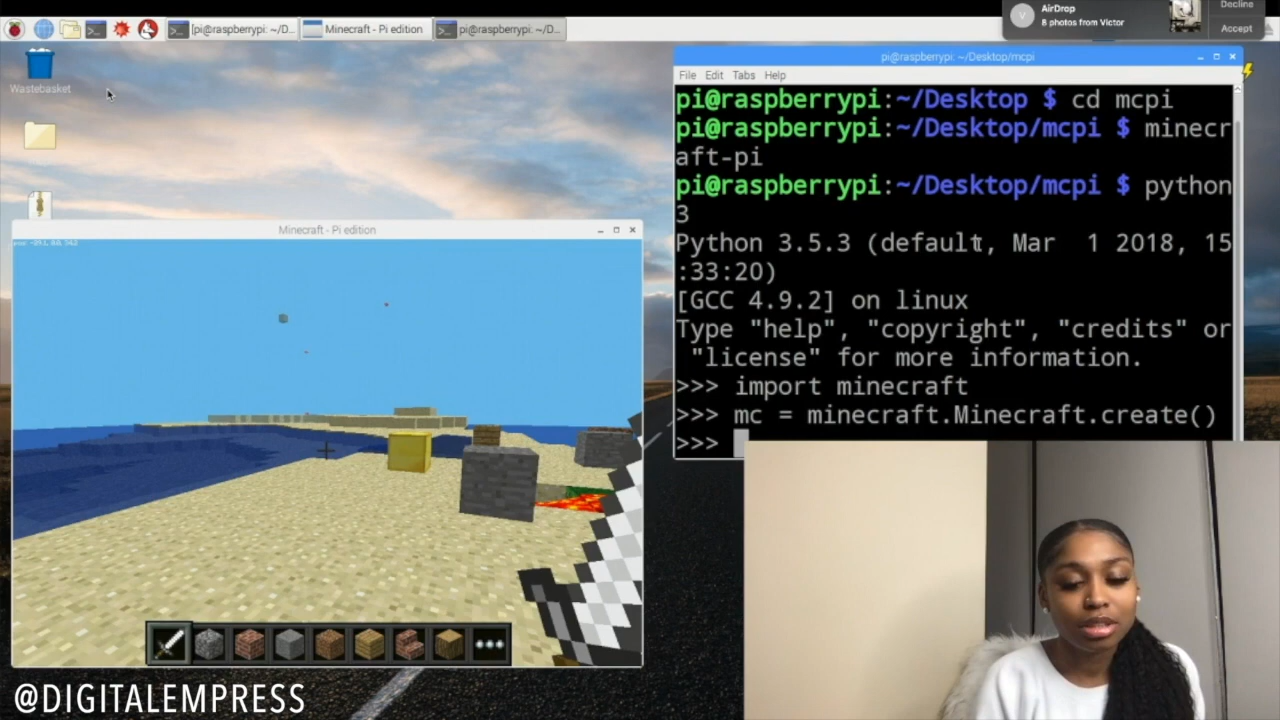 AirDrop
8 photos from Victor
Decline
Accept
[pi@raspberrypi: ~/D...
Minecraft - Pi edition
pi@raspberrypi: ~/D...
Wastebasket
pi@raspberrypi: ~/Desktop/mcpi
File Edit Tabs Help
pi@raspberrypi:~/Desktop $ cd mcpi
pi@raspberrypi:~/Desktop/mcpi $ minecr
aft-pi
pi@raspberrypi:~/Desktop/mcpi $ python
3
Python 3.5.3 (default, Mar 1 2018, 15
:33:20)
[GCC 4.9.2] on linux
Type "help", "copyright", "credits" or
"license" for more information.
>>> import minecraft
>>> mc = minecraft.Minecraft.create()
>>>
Minecraft - Pi edition
@DIGITALEMPRESS